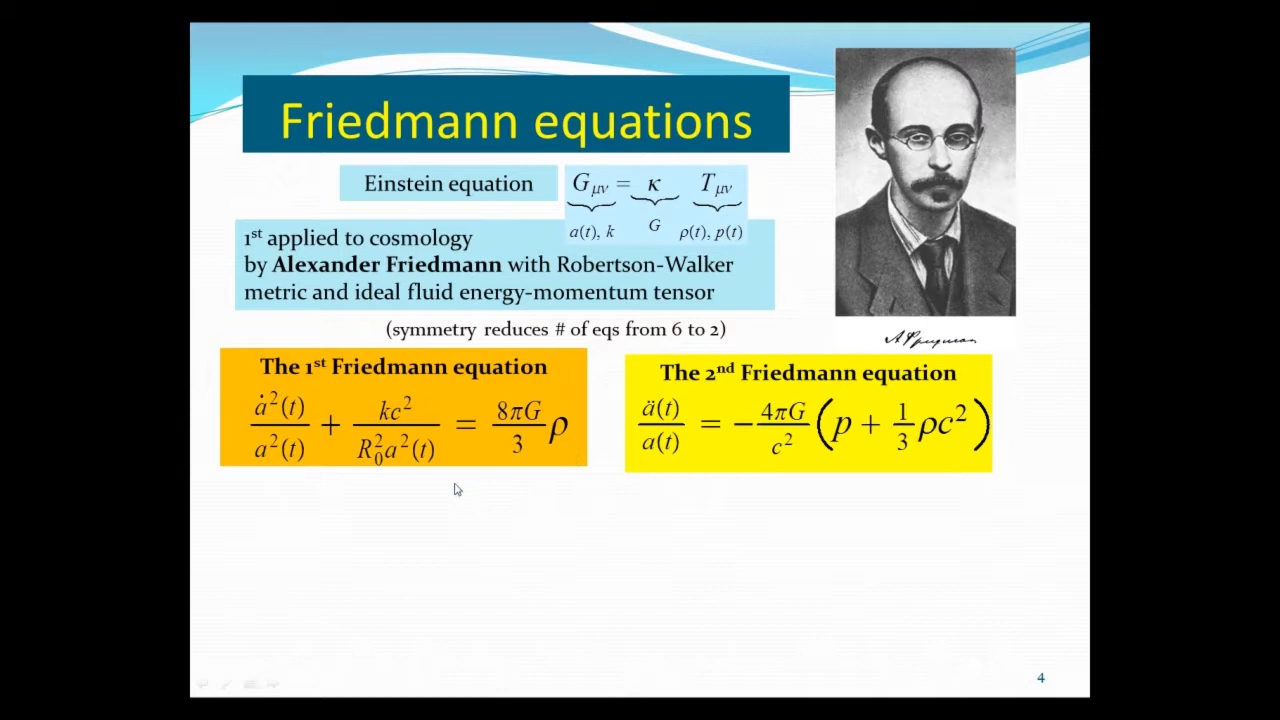 Friedmann equations
Einstein equation
G_μν = κ T_μν
a(t), k G ρ(t), p(t)
1st applied to cosmology
by Alexander Friedmann with Robertson-Walker
metric and ideal fluid energy-momentum tensor
(symmetry reduces # of eqs from 6 to 2)
The 1st Friedmann equation
ȧ²(t)/a²(t) + kc²/R₀²a²(t) = 8πG/3 ρ
The 2nd Friedmann equation
ä(t)/a(t) = −4πG/c² (p + 1/3 ρc²)
4